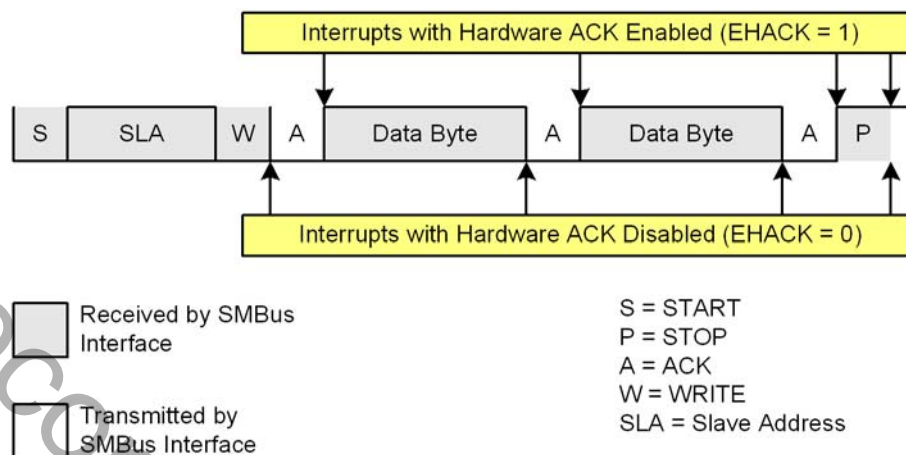 Interrupts with Hardware ACK Enabled (EHACK = 1)
S SLA W A Data Byte A Data Byte A P
Interrupts with Hardware ACK Disabled (EHACK = 0)
Received by SMBus
Interface
Transmitted by
SMBus Interface
S = START
P = STOP
A = ACK
W = WRITE
SLA = Slave Address